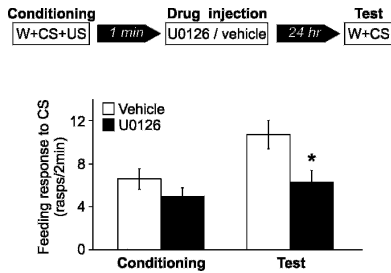 Conditioning Drug injection Test
W+CS+US 1 min U0126 / vehicle 24 hr W+CS
Feeding response to CS
(rasps/2min)
12
8
4
0
Vehicle
U0126
*
Conditioning Test